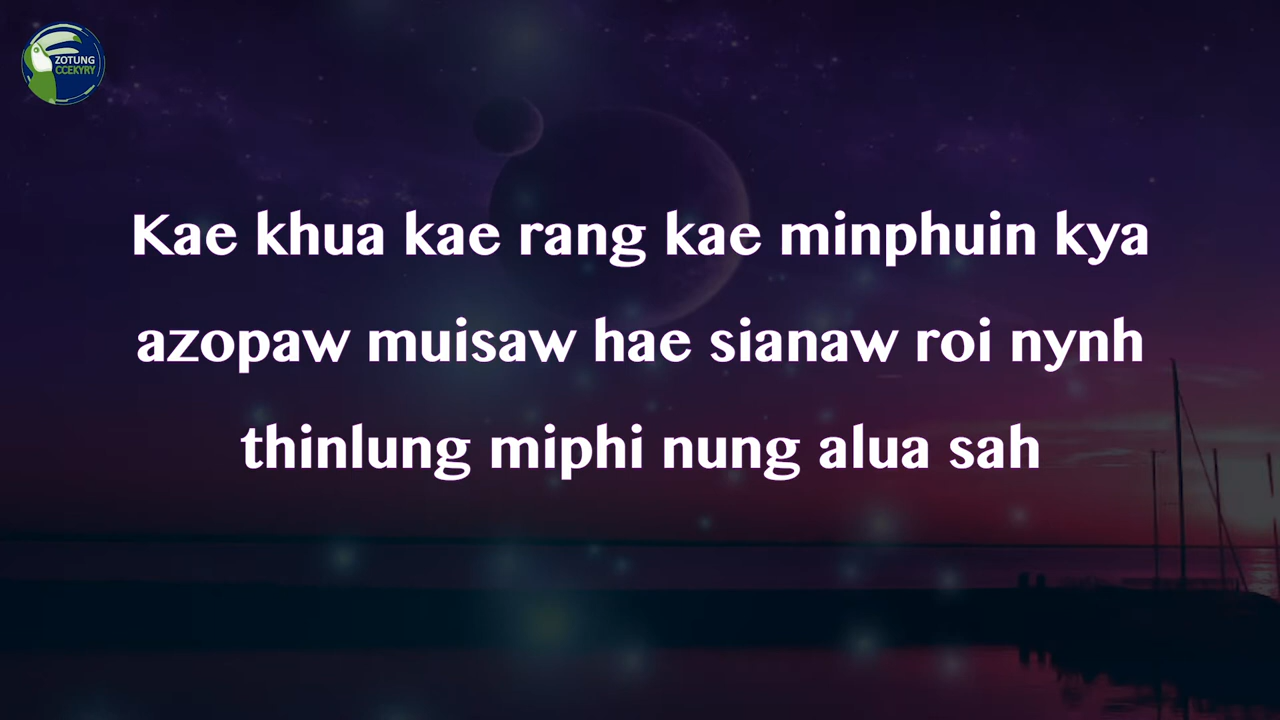 ZOTUNG
CCEKYRY
Kae khua kae rang kae minphuin kya
azopaw muisaw hae sianaw roi nynh
thinlung miphi nung alua sah